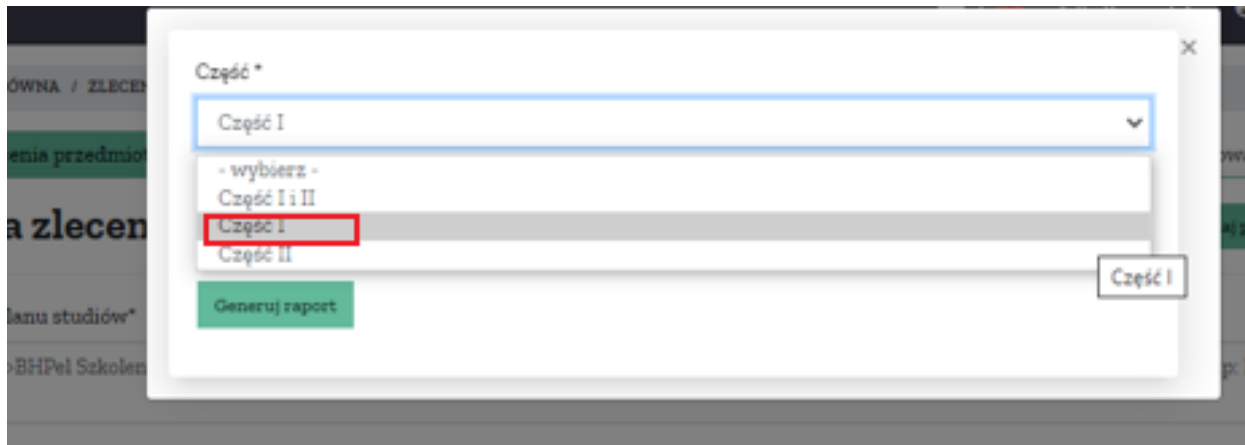 Część *
ÓWNA / ZLECEN
Część I
enia przedmiot
- wybierz -
Część I i II
a zlecen
Część I
Część II
Część I
Generuj raport
lanu studiów*
>BHPel Szkolen